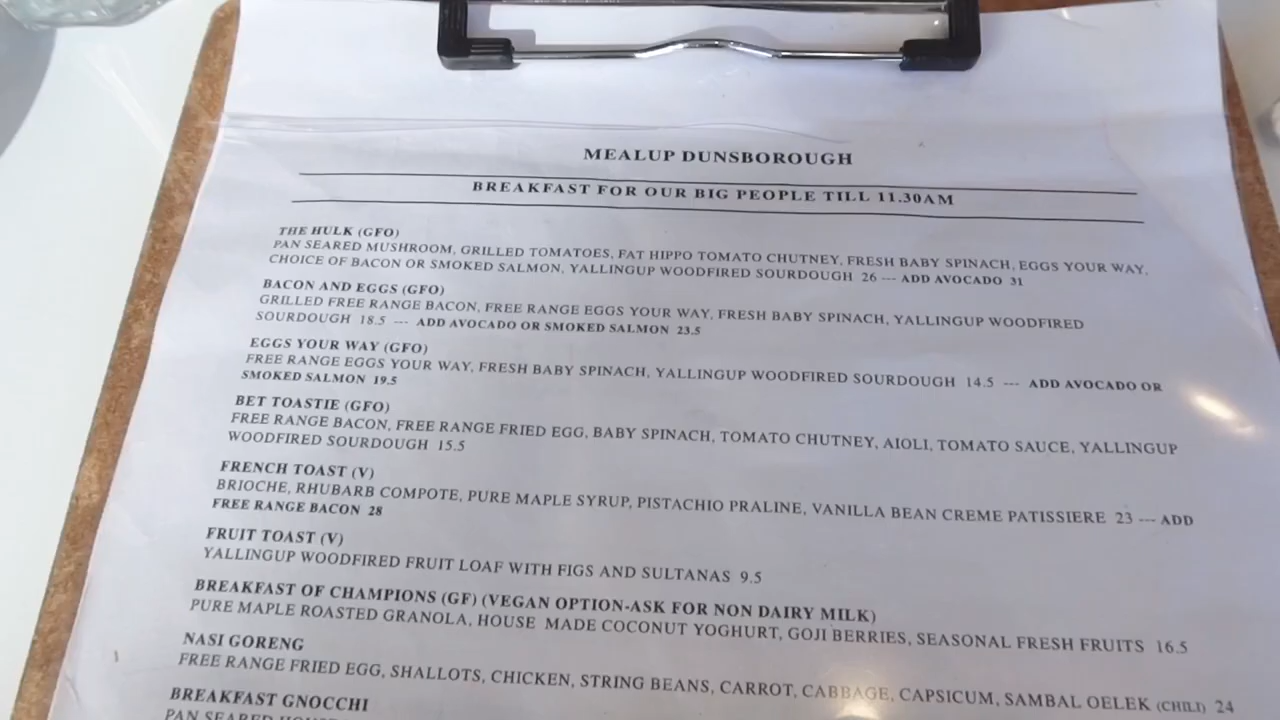 MEALUP DUNSBOROUGH
BREAKFAST FOR OUR BIG PEOPLE TILL 11.30AM
THE HULK (GFO)
PAN SEARED MUSHROOM, GRILLED TOMATOES, FAT HIPPO TOMATO CHUTNEY, FRESH BABY SPINACH, EGGS YOUR WAY,
CHOICE OF BACON OR SMOKED SALMON, YALLINGUP WOODFIRED SOURDOUGH 26 --- ADD AVOCADO 31
BACON AND EGGS (GFO)
GRILLED FREE RANGE BACON, FREE RANGE EGGS YOUR WAY, FRESH BABY SPINACH, YALLINGUP WOODFIRED
SOURDOUGH 18.5 --- ADD AVOCADO OR SMOKED SALMON 23.5
EGGS YOUR WAY (GFO)
FREE RANGE EGGS YOUR WAY, FRESH BABY SPINACH, YALLINGUP WOODFIRED SOURDOUGH 14.5 --- ADD AVOCADO OR
SMOKED SALMON 19.5
BET TOASTIE (GFO)
FREE RANGE BACON, FREE RANGE FRIED EGG, BABY SPINACH, TOMATO CHUTNEY, AIOLI, TOMATO SAUCE, YALLINGUP
WOODFIRED SOURDOUGH 15.5
FRENCH TOAST (V)
BRIOCHE, RHUBARB COMPOTE, PURE MAPLE SYRUP, PISTACHIO PRALINE, VANILLA BEAN CREME PATISSIERE 23 --- ADD
FREE RANGE BACON 28
FRUIT TOAST (V)
YALLINGUP WOODFIRED FRUIT LOAF WITH FIGS AND SULTANAS 9.5
BREAKFAST OF CHAMPIONS (GF) (VEGAN OPTION-ASK FOR NON DAIRY MILK)
PURE MAPLE ROASTED GRANOLA, HOUSE MADE COCONUT YOGHURT, GOJI BERRIES, SEASONAL FRESH FRUITS 16.5
NASI GORENG
FREE RANGE FRIED EGG, SHALLOTS, CHICKEN, STRING BEANS, CARROT, CABBAGE, CAPSICUM, SAMBAL OELEK (CHILI) 24
BREAKFAST GNOCCHI
PAN SEARED